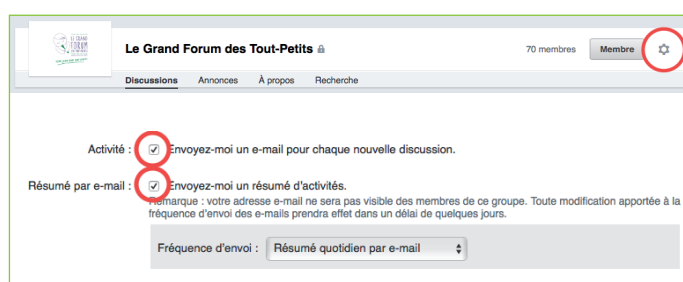 LE GRAND
FORUM
Le Grand Forum des Tout-Petits
70 membres
Membre
Discussions Annonces À propos Recherche
Activité : Envoyez-moi un e-mail pour chaque nouvelle discussion.
Résumé par e-mail : Envoyez-moi un résumé d'activités.
Remarque : votre adresse e-mail ne sera pas visible des membres de ce groupe. Toute modification apportée à la
fréquence d'envoi des e-mails prendra effet dans un délai de quelques jours.
Fréquence d'envoi : Résumé quotidien par e-mail